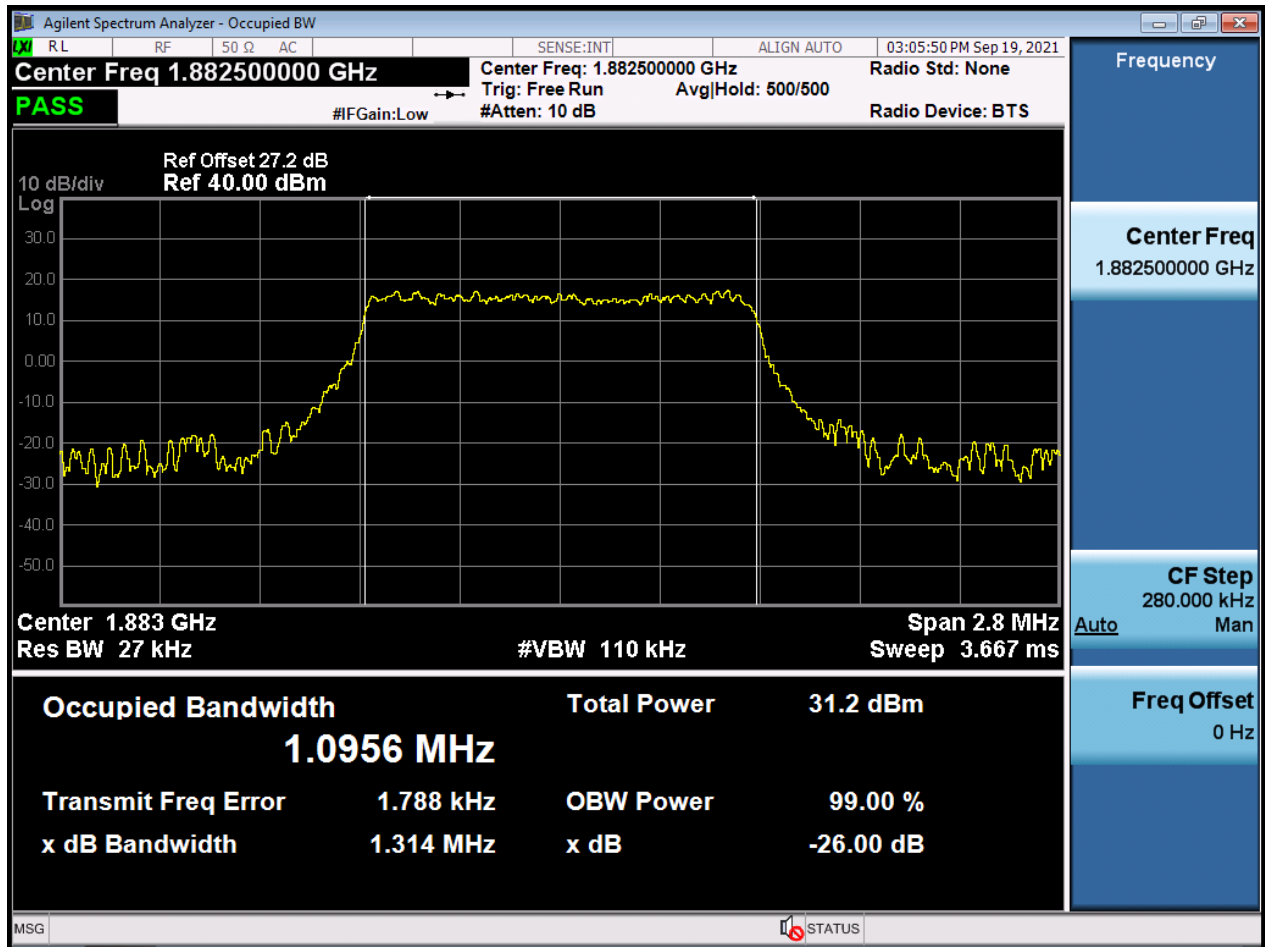 Agilent Spectrum Analyzer - Occupied BW
LXI RL RF 50 Ω AC SENSE:INT ALIGN AUTO 03:05:50 PM Sep 19, 2021
Center Freq 1.882500000 GHz
Center Freq: 1.882500000 GHz Radio Std: None
Trig: Free Run Avg|Hold: 500/500
PASS
#IFGain:Low #Atten: 10 dB Radio Device: BTS
Ref Offset 27.2 dB
10 dB/div Ref 40.00 dBm
Log
30.0
20.0
10.0
0.00
-10.0
-20.0
-30.0
-40.0
-50.0
Center 1.883 GHz Span 2.8 MHz
Res BW 27 kHz #VBW 110 kHz Sweep 3.667 ms
Occupied Bandwidth Total Power 31.2 dBm
1.0956 MHz
Transmit Freq Error 1.788 kHz OBW Power 99.00 %
x dB Bandwidth 1.314 MHz x dB -26.00 dB
Frequency
Center Freq
1.882500000 GHz
CF Step
280.000 kHz
Auto Man
Freq Offset
0 Hz
MSG STATUS